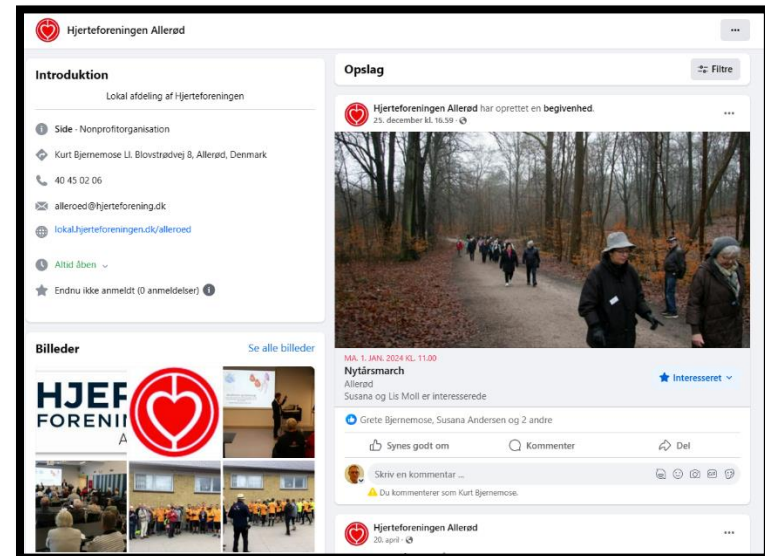 Hjerteforeningen Allerød
Introduktion
Lokal afdeling af Hjerteforeningen
Side · Nonprofitorganisation
Kurt Bjernemose Ll. Blovstrødvej 8, Allerød, Denmark
40 45 02 06
alleroed@hjerteforening.dk
lokal.hjerteforeningen.dk/alleroed
Altid åben
Endnu ikke anmeldt (0 anmeldelser)
Billeder
Se alle billeder
HJER
FORENIN
A
Opslag
Filtre
Hjerteforeningen Allerød har oprettet en begivenhed.
25. december kl. 16.59 ·
MA. 1. JAN. 2024 KL. 11.00
Nytårsmarch
Allerød
Susana og Lis Moll er interesserede
Interesseret
Grete Bjernemose, Susana Andersen og 2 andre
Synes godt om
Kommenter
Del
Skriv en kommentar ...
Du kommenterer som Kurt Bjernemose.
Hjerteforeningen Allerød
20. april ·